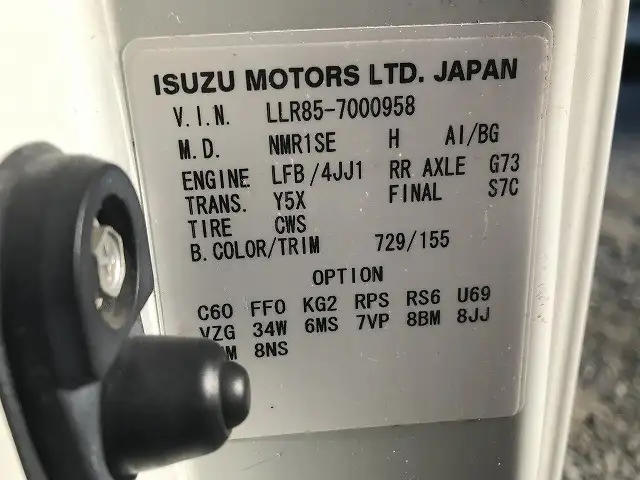 ISUZU MOTORS LTD. JAPAN
V.I.N. LLR85-7000958
M.D. NMR1SE H AI/BG
ENGINE LFB/4JJ1 RR AXLE G73
TRANS. Y5X FINAL S7C
TIRE CWS
B.COLOR/TRIM 729/155
OPTION
C60 FFO KG2 RPS RS6 U69
VZG 34W 6MS 7VP 8BM 8JJ
8NS